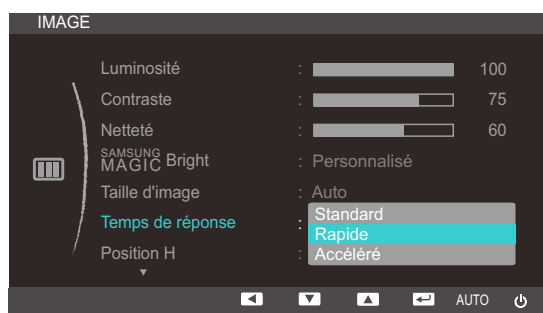 IMAGE
Luminosité : 100
Contraste : 75
Netteté : 60
SAMSUNG MAGIC Bright : Personnalisé
Taille d'image : Auto
Temps de réponse : Standard
Rapide
Position H : Accéléré
AUTO